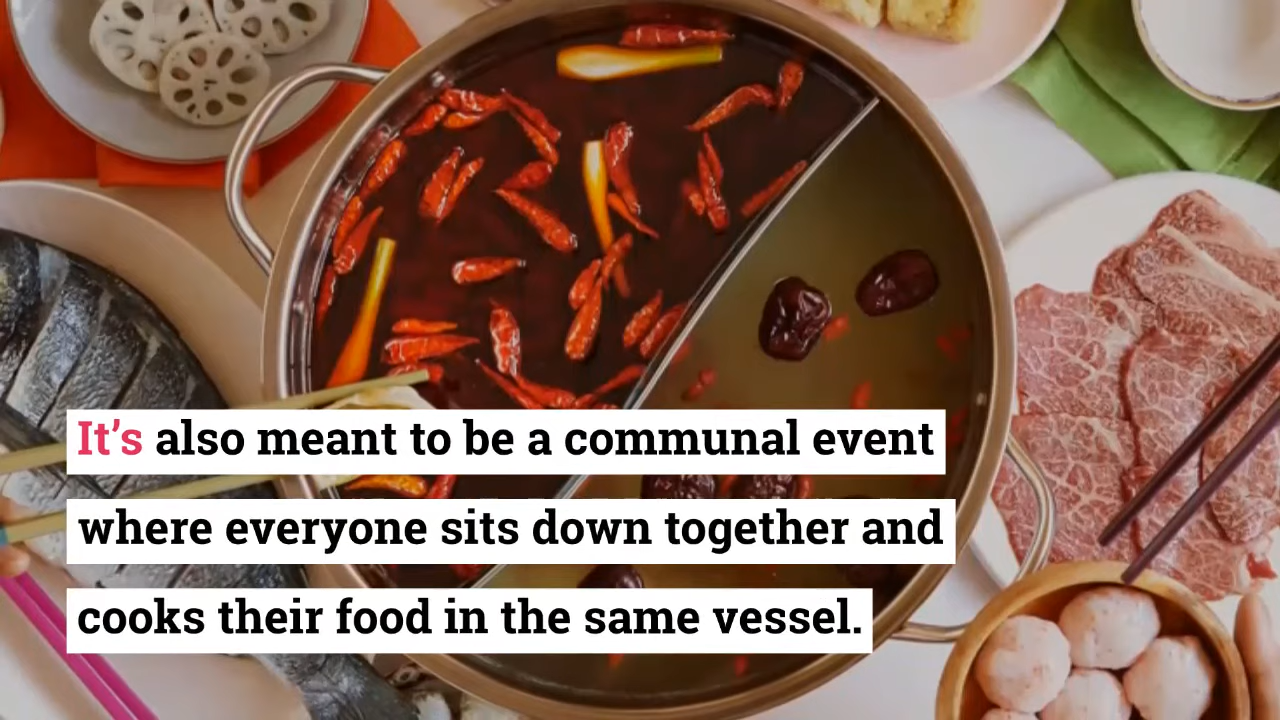 It’s also meant to be a communal event
where everyone sits down together and
cooks their food in the same vessel.